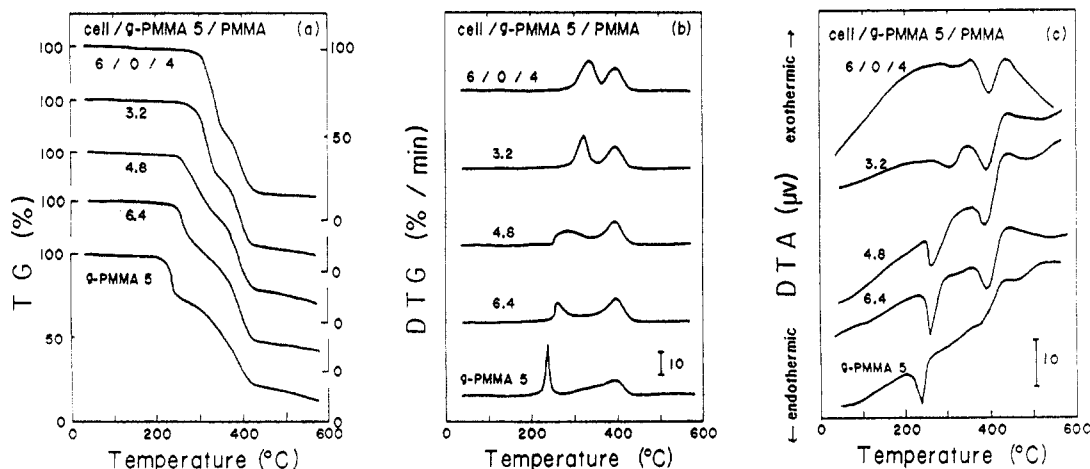 cell / g-PMMA 5 / PMMA (a)
100
6 / 0 / 4
100
100
3.2
100
4.8
50
100
6.4
0
100
g-PMMA 5
0
50
0
0
0
0
0 200 400 600
Temperature (°C)
TG (%)
cell / g-PMMA 5 / PMMA (b)
6 / 0 / 4
3.2
4.8
6.4
g-PMMA 5
10
0 200 400 600
Temperature (°C)
DTG (% / min)
cell / g-PMMA 5 / PMMA (c)
6 / 0 / 4
3.2
4.8
6.4
g-PMMA 5
10
0 200 400 600
Temperature (°C)
DTA (μv)
← endothermic
exothermic →